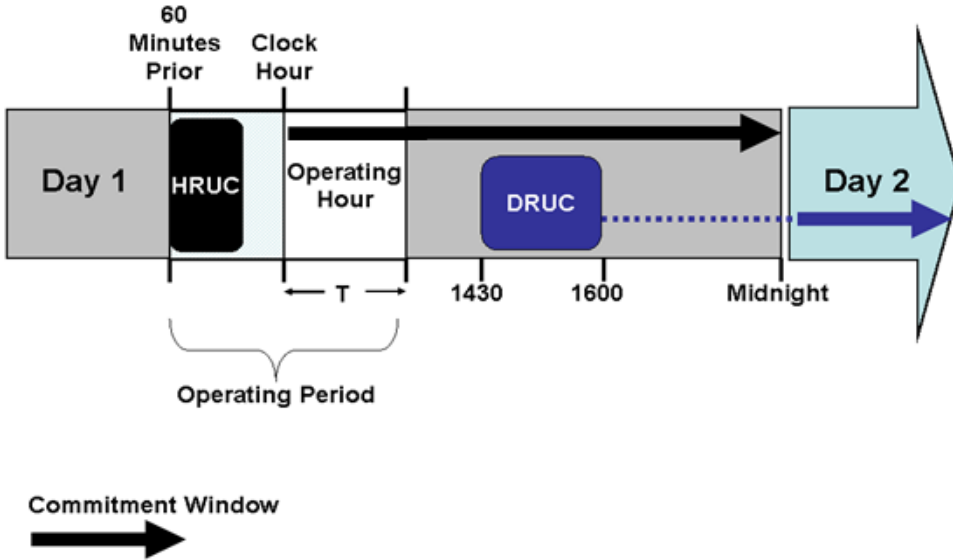 60
Minutes
Prior
Clock
Hour
Day 1
HRUC
Operating
Hour
DRUC
Day 2
T
1430
1600
Midnight
Operating Period
Commitment Window